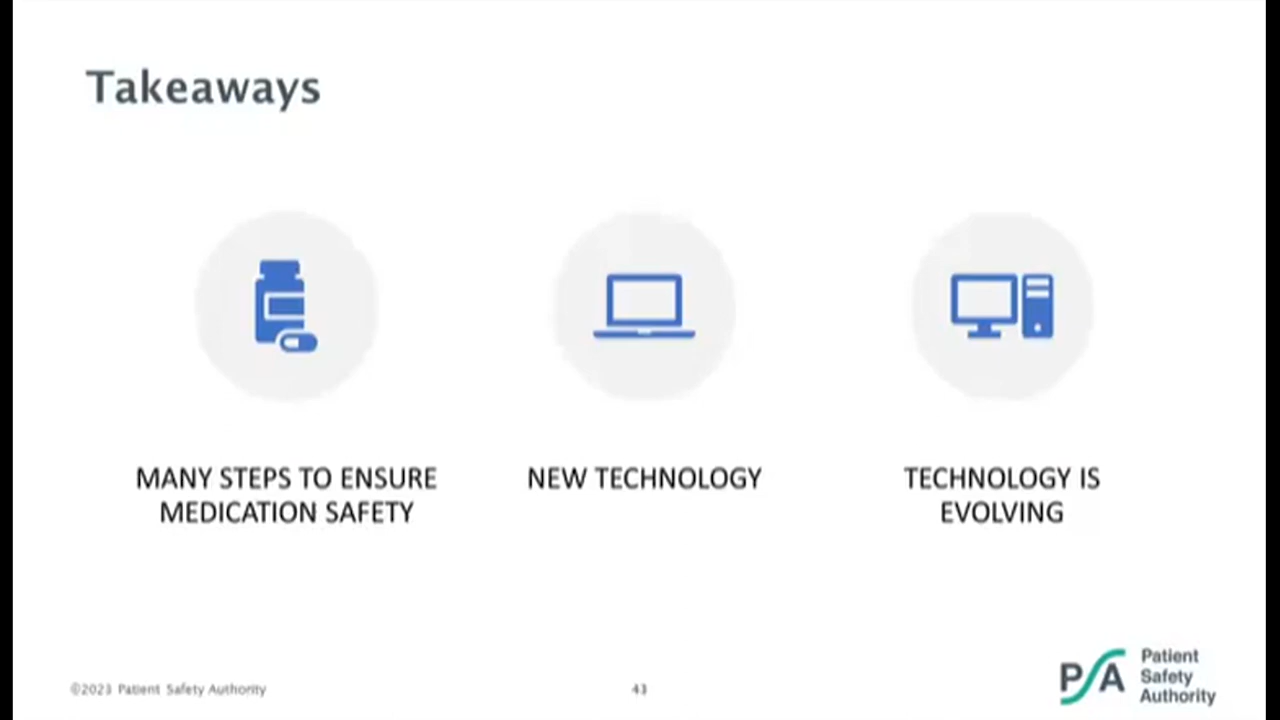 Takeaways
MANY STEPS TO ENSURE
MEDICATION SAFETY
NEW TECHNOLOGY
TECHNOLOGY IS
EVOLVING
©2023 Patient Safety Authority
43
PSA
Patient
Safety
Authority